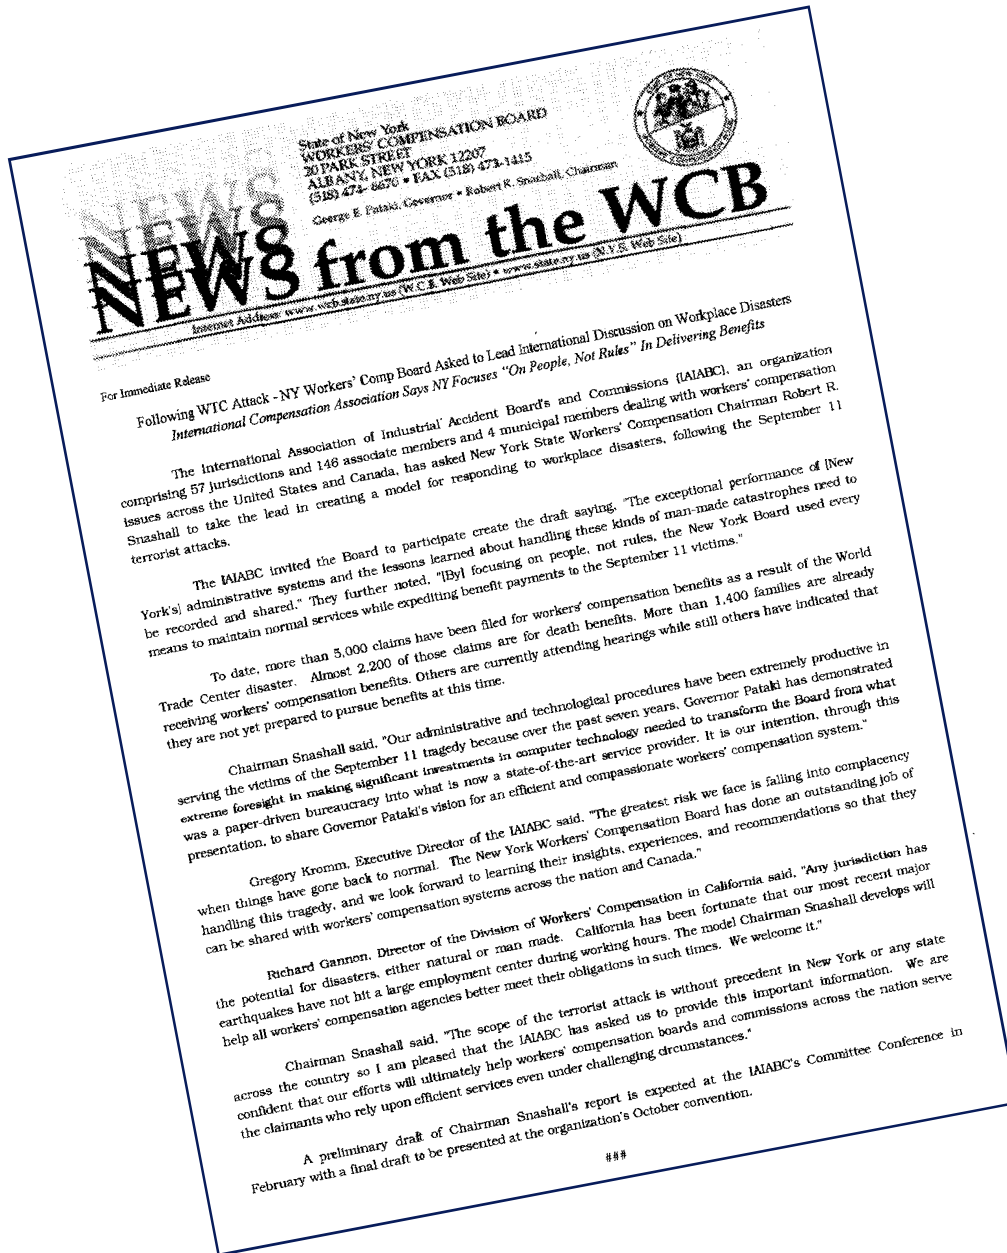 State of New York
WORKERS' COMPENSATION BOARD
20 PARK STREET
ALBANY, NEW YORK 12207
(518) 474-6670 • FAX (518) 473-1415
George E. Pataki, Governor • Robert R. Snashall, Chairman
NEWS
NEWS
NEWS
NEWS from the WCB
Internet Address: www.wcb.state.ny.us (W.C.B. Web Site) • www.state.ny.us (N.Y.S. Web Site)
For Immediate Release
Following WTC Attack - NY Workers' Comp Board Asked to Lead International Discussion on Workplace Disasters
International Compensation Association Says NY Focuses "On People, Not Rules" In Delivering Benefits
The International Association of Industrial Accident Board's and Commissions (IAIABC), an organization
comprising 57 jurisdictions and 146 associate members and 4 municipal members dealing with workers' compensation
issues across the United States and Canada, has asked New York State Workers' Compensation Chairman Robert R.
Snashall to take the lead in creating a model for responding to workplace disasters, following the September 11
terrorist attacks.
The IAIABC invited the Board to participate create the draft saying, "The exceptional performance of [New
York's] administrative systems and the lessons learned about handling these kinds of man-made catastrophes need to
be recorded and shared." They further noted, "[By] focusing on people, not rules, the New York Board used every
means to maintain normal services while expediting benefit payments to the September 11 victims."
To date, more than 5,000 claims have been filed for workers' compensation benefits as a result of the World
Trade Center disaster. Almost 2,200 of those claims are for death benefits. More than 1,400 families are already
receiving workers' compensation benefits. Others are currently attending hearings while still others have indicated that
they are not yet prepared to pursue benefits at this time.
Chairman Snashall said, "Our administrative and technological procedures have been extremely productive in
serving the victims of the September 11 tragedy because over the past seven years, Governor Pataki has demonstrated
extreme foresight in making significant investments in computer technology needed to transform the Board from what
was a paper-driven bureaucracy into what is now a state-of-the-art service provider. It is our intention, through this
presentation, to share Governor Pataki's vision for an efficient and compassionate workers' compensation system."
Gregory Kromm, Executive Director of the IAIABC said, "The greatest risk we face is falling into complacency
when things have gone back to normal. The New York Workers' Compensation Board has done an outstanding job of
handling this tragedy, and we look forward to learning their insights, experiences, and recommendations so that they
can be shared with workers' compensation systems across the nation and Canada."
Richard Gannon, Director of the Division of Workers' Compensation in California said, "Any jurisdiction has
the potential for disasters, either natural or man made. California has been fortunate that our most recent major
earthquakes have not hit a large employment center during working hours. The model Chairman Snashall develops will
help all workers' compensation agencies better meet their obligations in such times. We welcome it."
Chairman Snashall said, "The scope of the terrorist attack is without precedent in New York or any state
across the country so I am pleased that the IAIABC has asked us to provide this important information. We are
confident that our efforts will ultimately help workers' compensation boards and commissions across the nation serve
the claimants who rely upon efficient services even under challenging circumstances."
A preliminary draft of Chairman Snashall's report is expected at the IAIABC's Committee Conference in
February with a final draft to be presented at the organization's October convention.
###